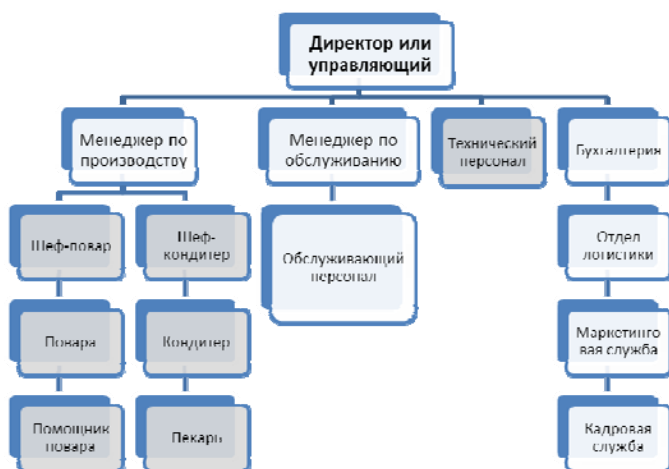 Директор или
управляющий
Менеджер по
производству
Менеджер по
обслуживанию
Технический
персонал
Бухгалтерия
Шеф-повар
Шеф-
кондитер
Обслуживающий
персонал
Отдел
логистики
Повара
Кондитер
Маркетинго
вая служба
Помощник
повара
Пекарь
Кадровая
служба